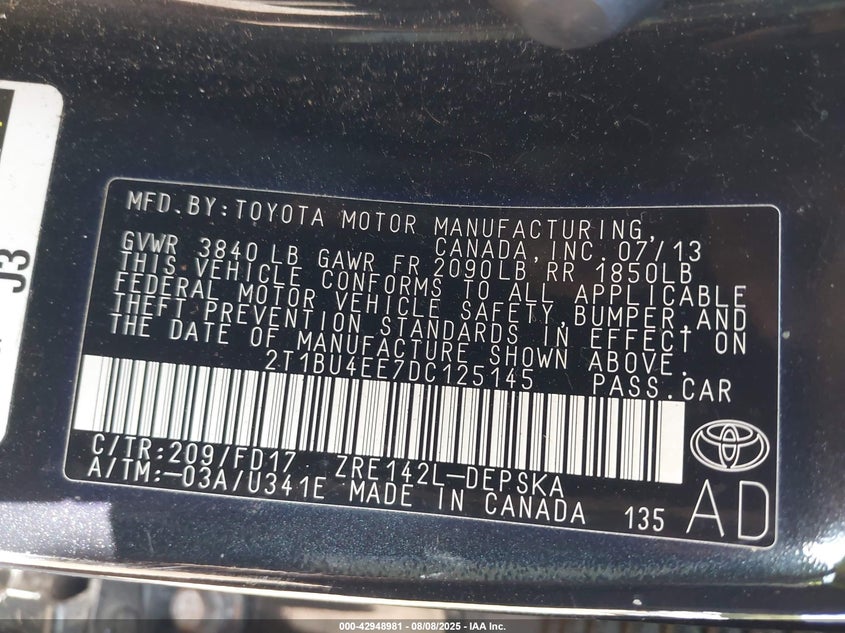 J3
MFD.BY:TOYOTA MOTOR MANUFACTURING,
CANADA,INC. 07/13
GVWR 3840 LB GAWR FR 2090LB RR 1850LB
THIS VEHICLE CONFORMS TO ALL APPLICABLE
FEDERAL MOTOR VEHICLE SAFETY,BUMPER,AND
THEFT PREVENTION STANDARDS IN EFFECT ON
THE DATE OF MANUFACTURE SHOWN ABOVE.
2T1BU4EE7DC125145 PASS.CAR
C/TR:209/FD17 ZRE142L-DEPSKA
A/TM:-03A/U341E MADE IN CANADA 135
AD
000-42948981 - 08/08/2025 - IAA Inc.